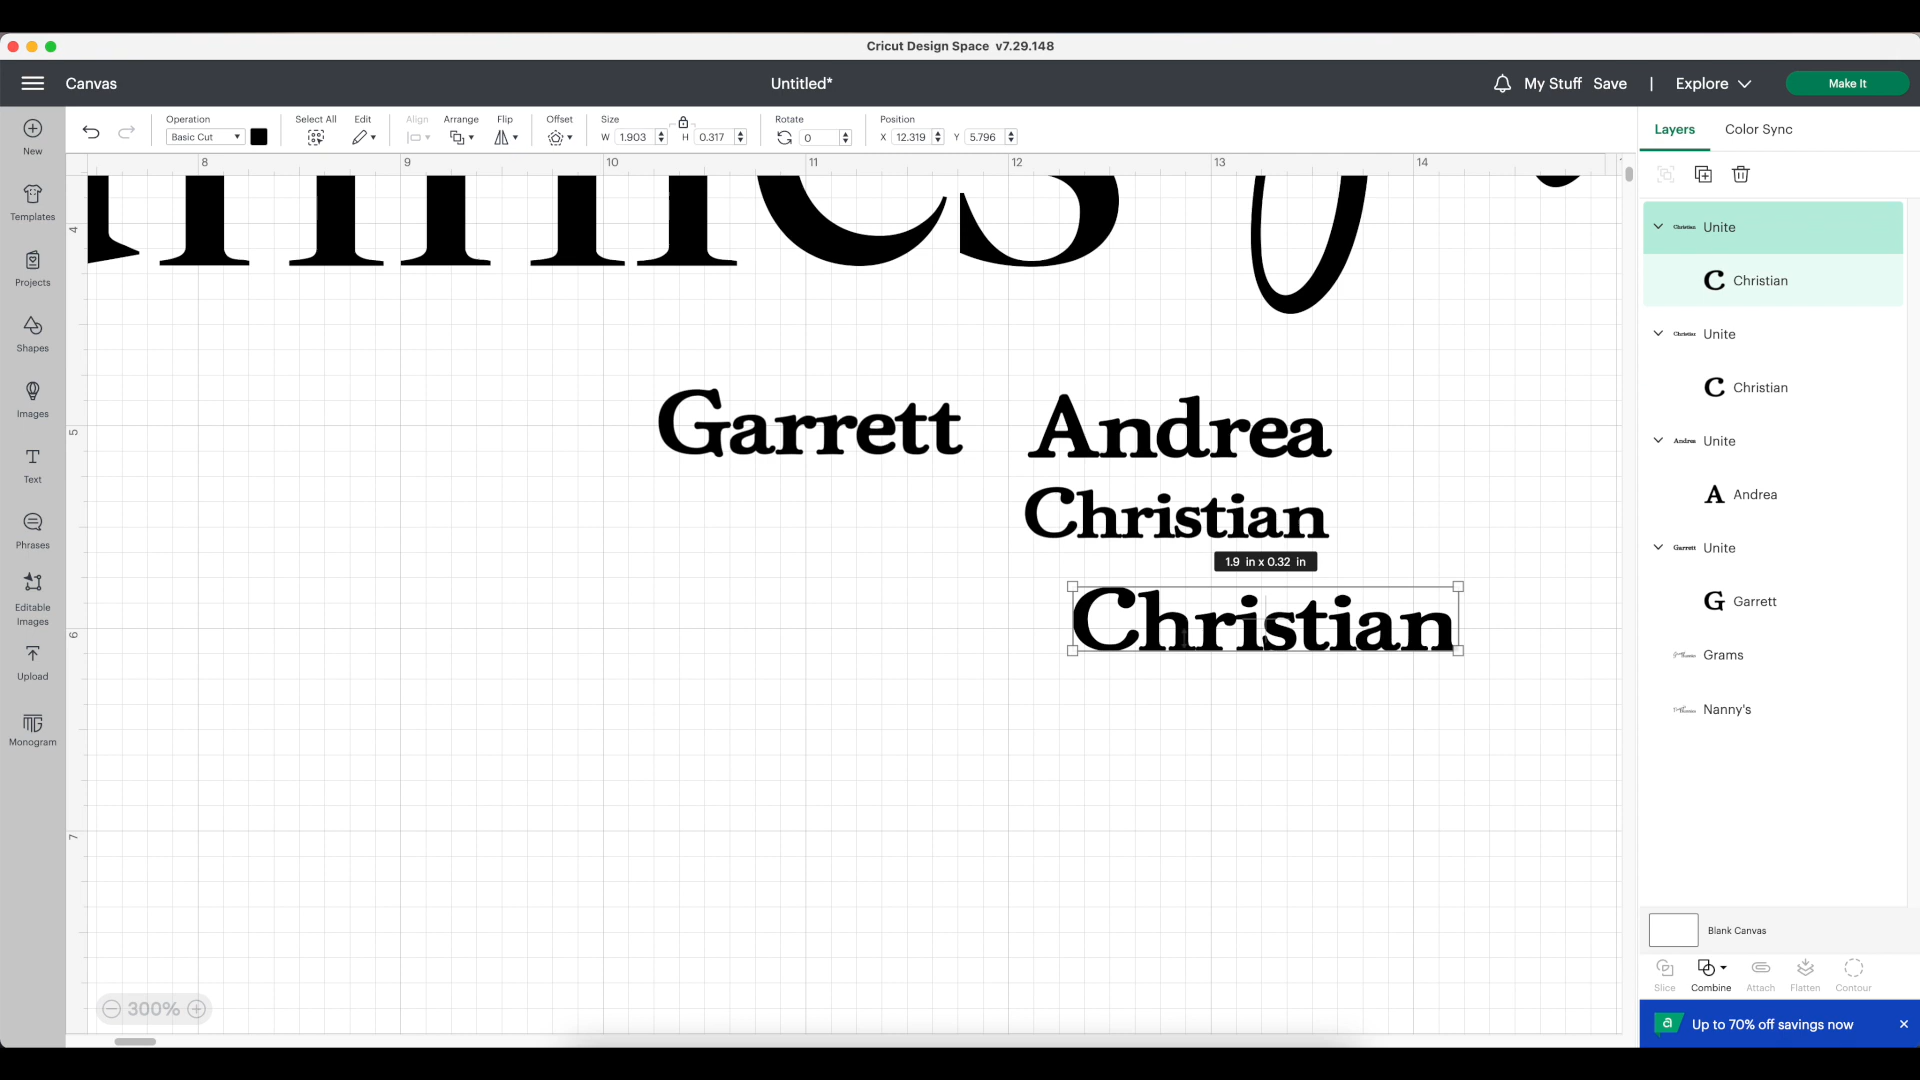 Cricut Design Space v7.29.148
Canvas
Untitled*
My Stuff
Save
|
Explore
Make It
New
Templates
Projects
Shapes
Images
Text
Phrases
Editable
Images
Upload
Monogram
Operation
Basic Cut
Select All
Edit
Align
Arrange
Flip
Offset
Size
W 1.903
H 0.317
Rotate
0
Position
X 12.319
Y 5.796
8 9 10 11 12 13 14
4
5
6
7
Garrett
Andrea
Christian
1.9 in x 0.32 in
Christian
300%
Layers
Color Sync
Christian Unite
C Christian
Christian Unite
C Christian
Andrea Unite
A Andrea
Garrett Unite
G Garrett
Grams
Nanny's
Blank Canvas
Slice
Combine
Attach
Flatten
Contour
a Up to 70% off savings now